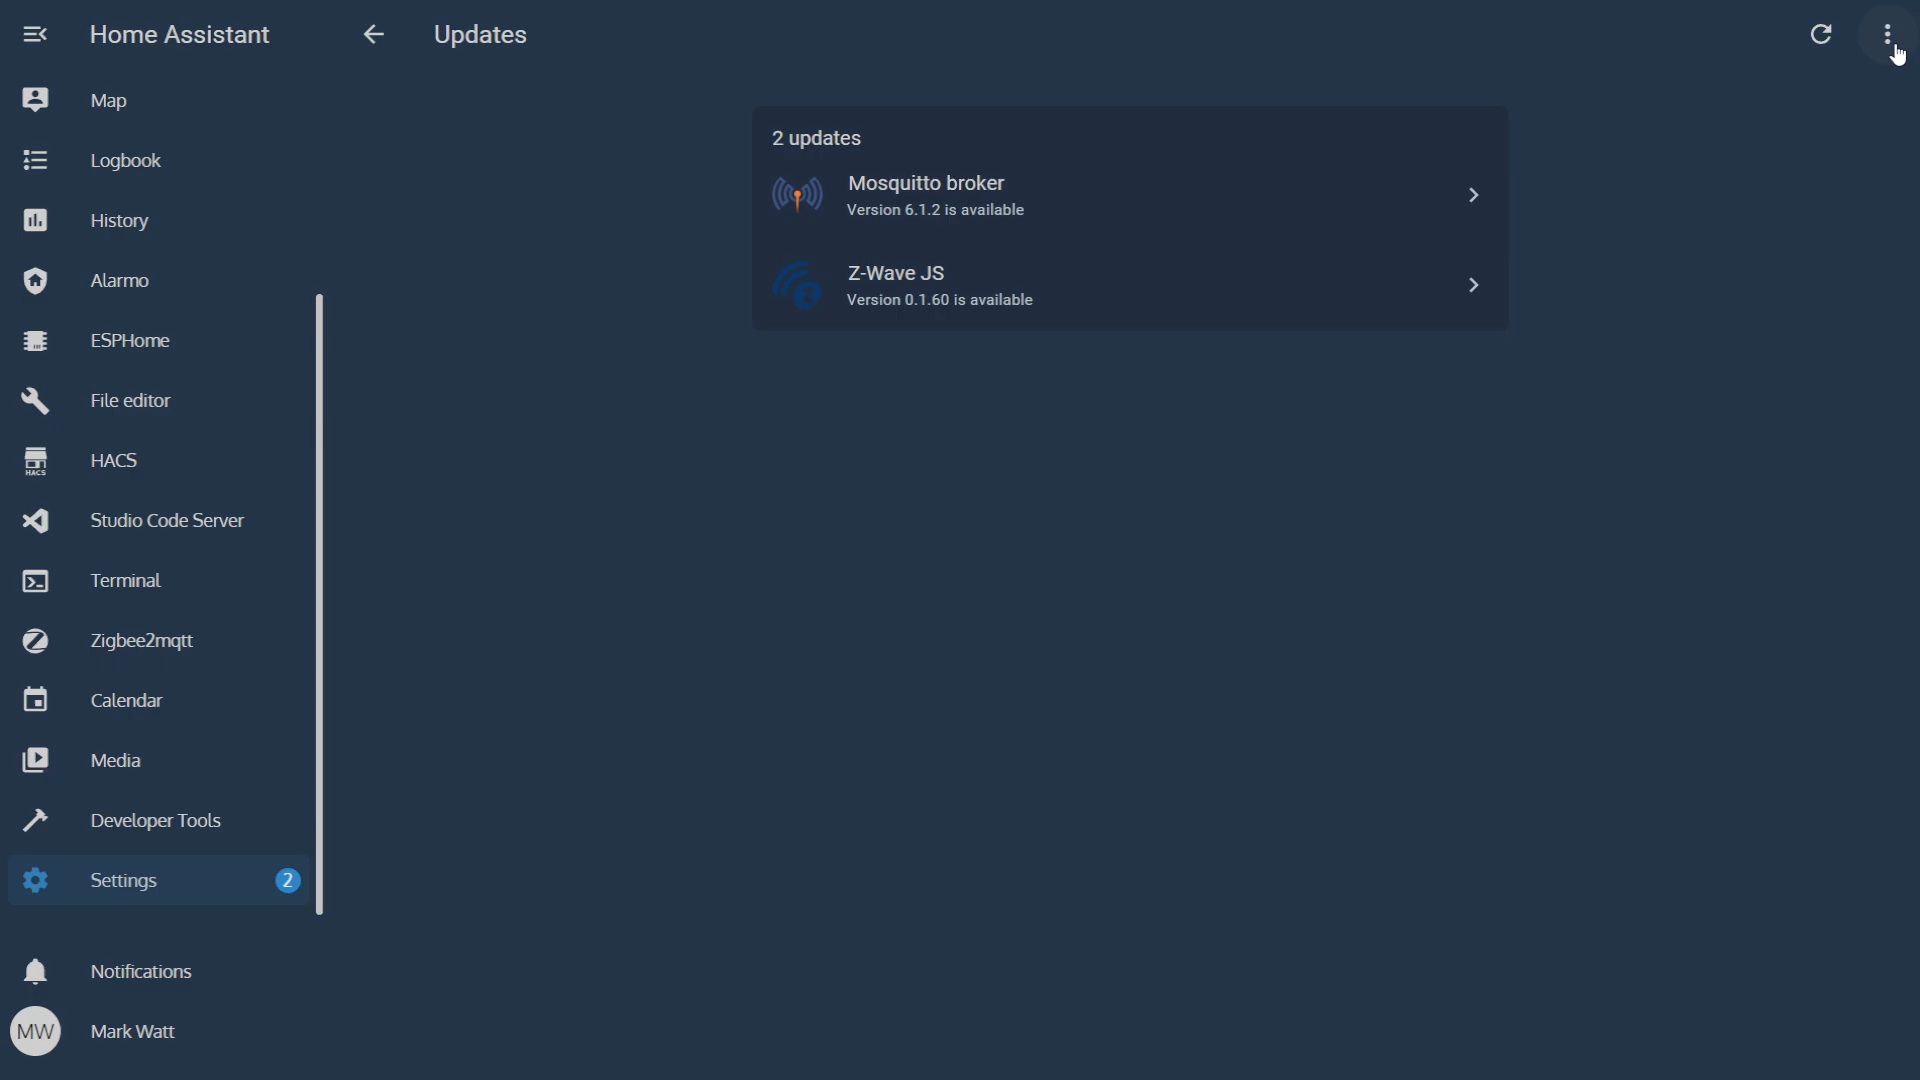 Home Assistant
Updates
Map
Logbook
History
Alarmo
ESPHome
File editor
HACS
HACS
Studio Code Server
Terminal
Zigbee2mqtt
Calendar
Media
Developer Tools
Settings
2
Notifications
MW
Mark Watt
2 updates
Mosquitto broker
Version 6.1.2 is available
Z-Wave JS
Version 0.1.60 is available